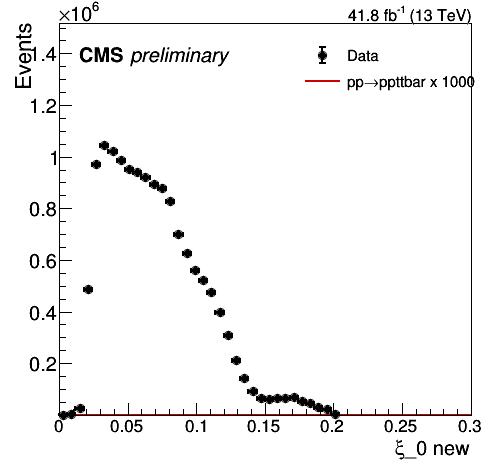 ×10⁶
41.8 fb⁻¹ (13 TeV)
Events
CMS preliminary
Data
pp→ppttbar x 1000
1.4
1.2
1
0.8
0.6
0.4
0.2
0 0.05 0.1 0.15 0.2 0.25 0.3
ξ_0 new